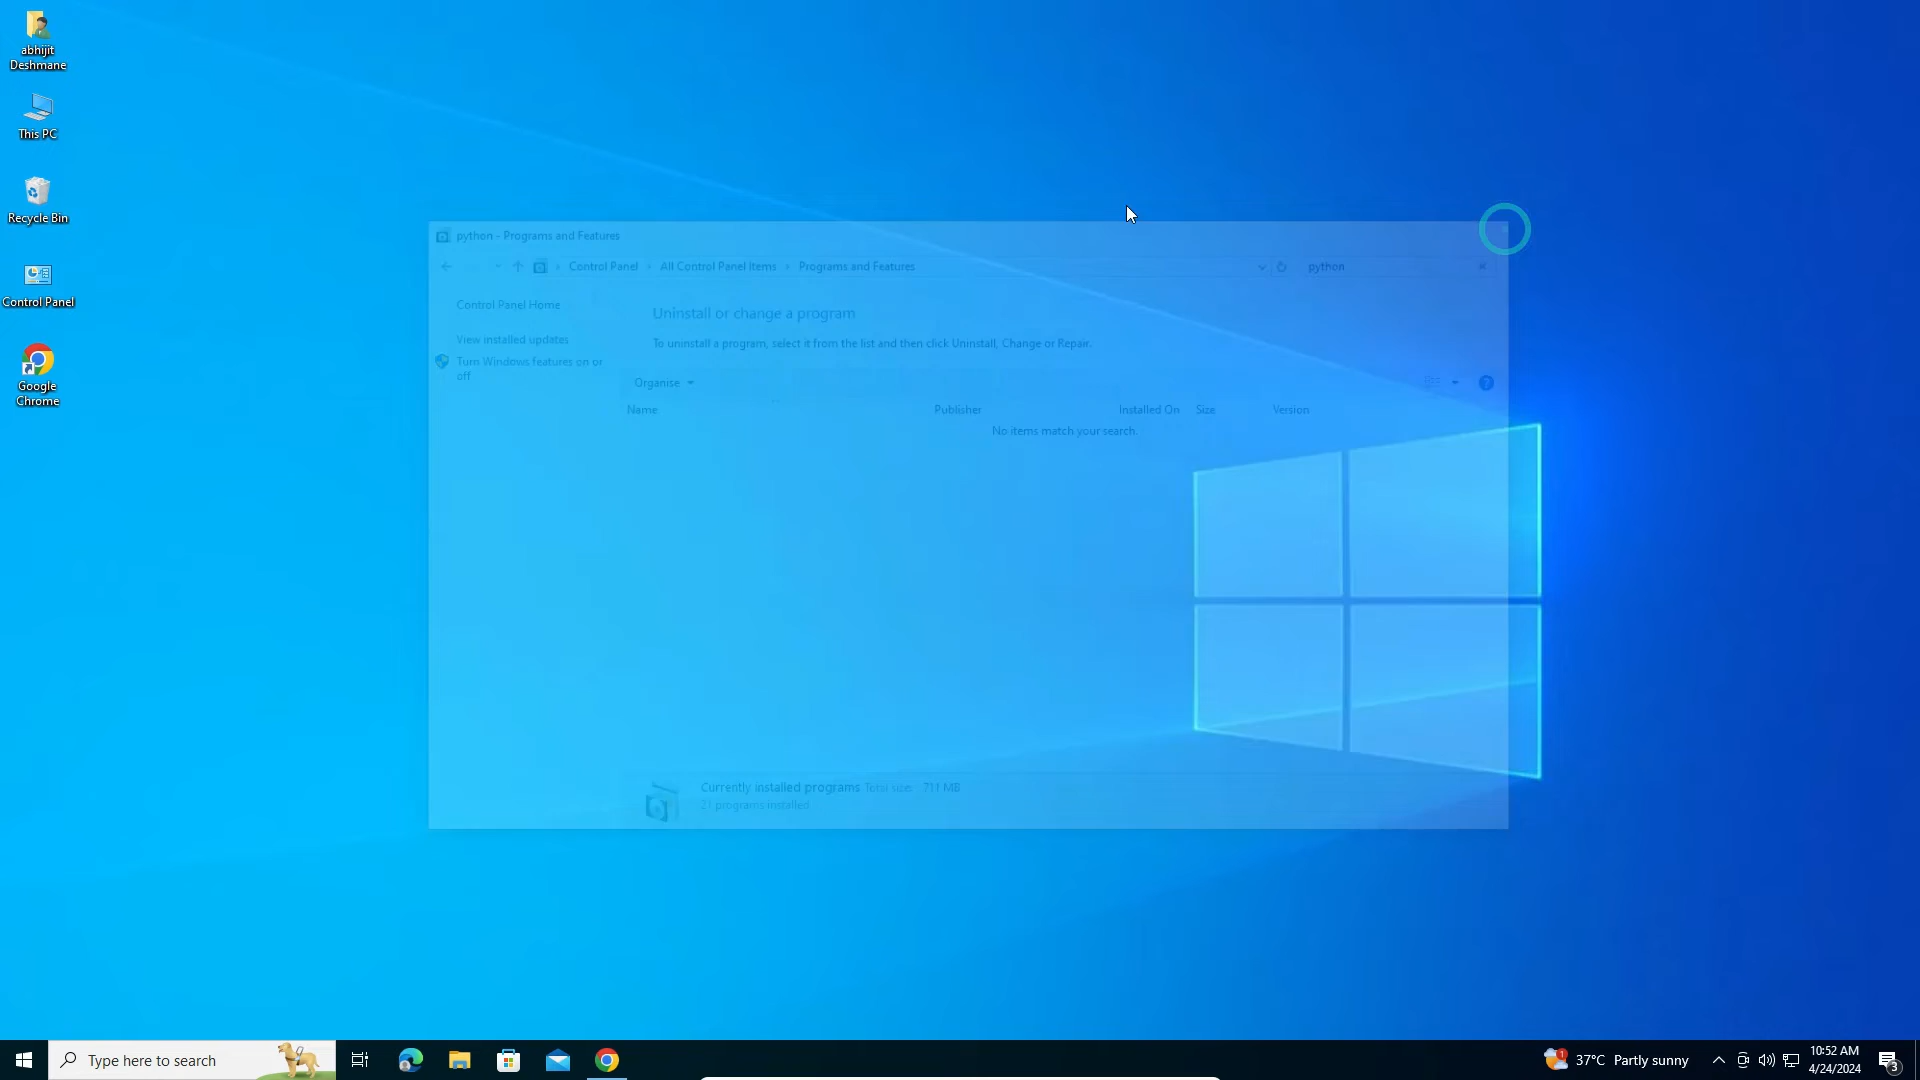 abhijit
Deshmane
This PC
Recycle Bin
Control Panel
Google
Chrome
python - Programs and Features
Control Panel › All Control Panel Items › Programs and Features
python
Control Panel Home
View installed updates
Turn Windows features on or
off
Uninstall or change a program
To uninstall a program, select it from the list and then click Uninstall, Change or Repair.
Organise
Name Publisher Installed On Size Version
No items match your search.
Currently installed programs Total size: 711 MB
21 programs installed
Type here to search
1
37°C Partly sunny
10:52 AM
4/24/2024
3